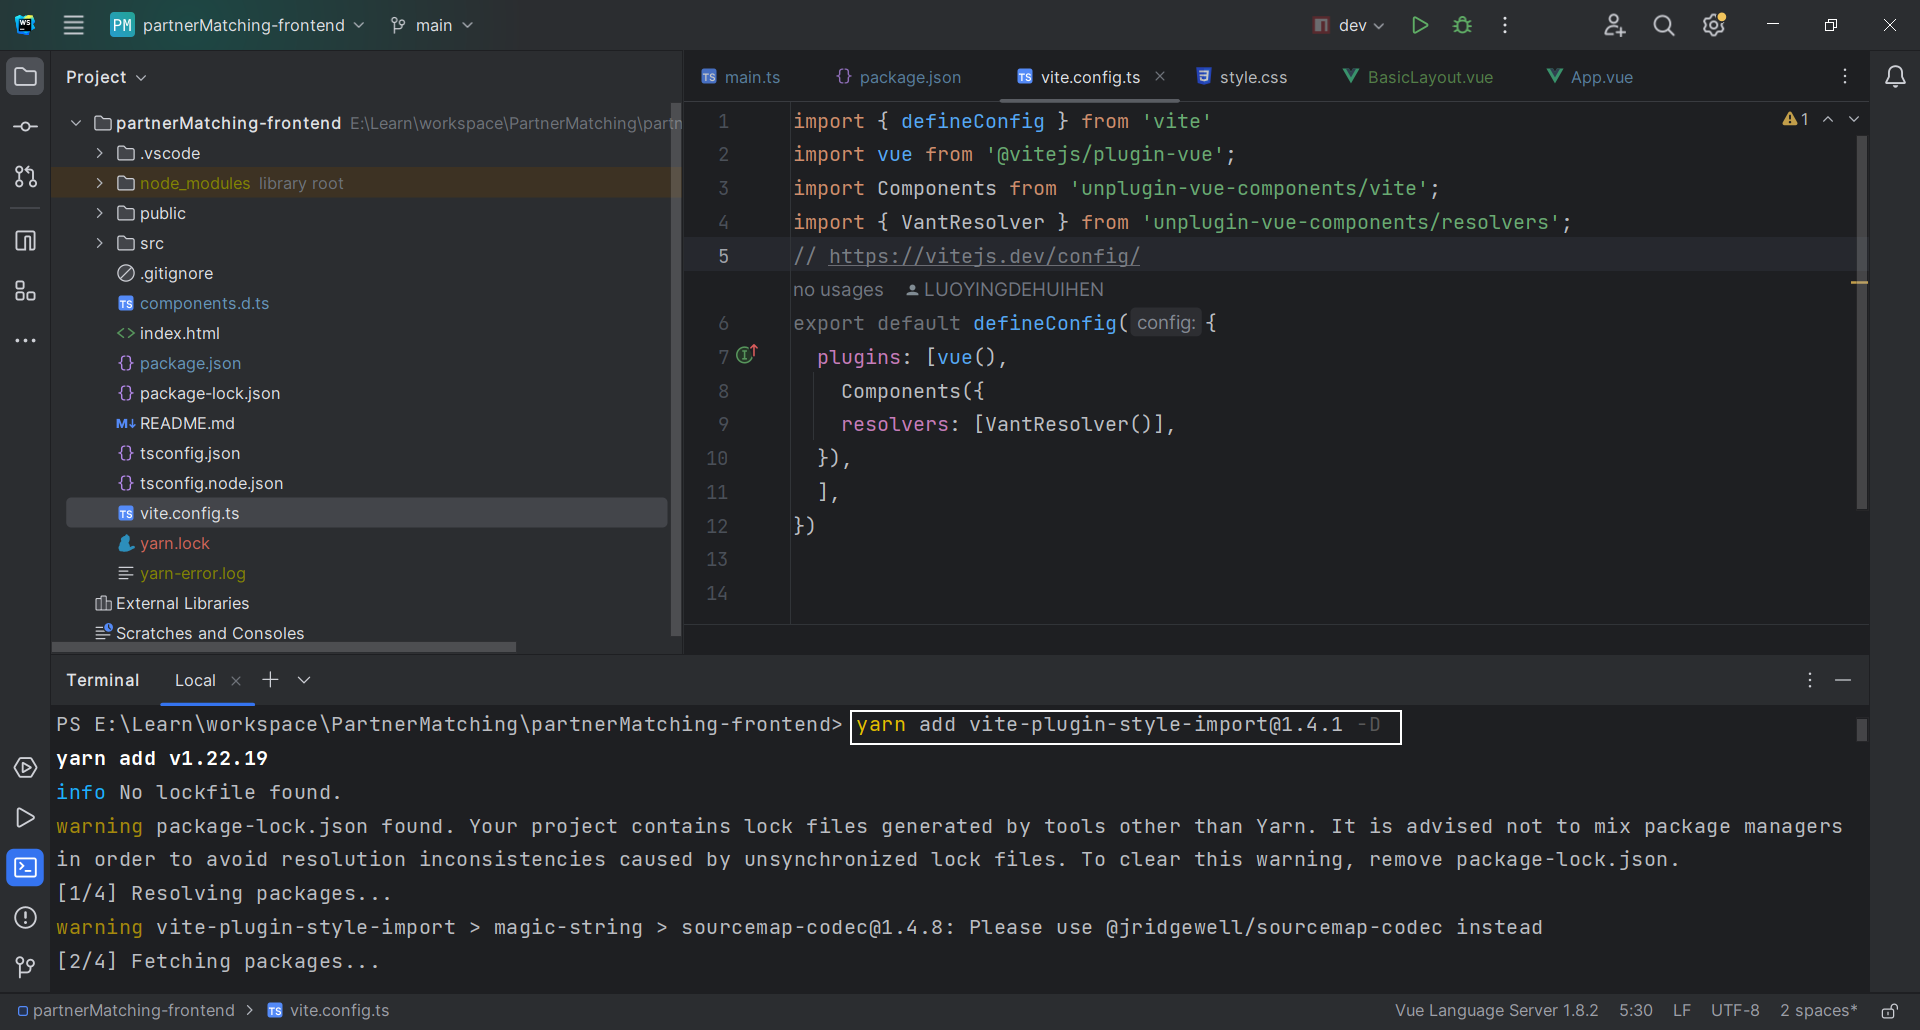 PM partnerMatching-frontend main dev
Project
partnerMatching-frontend E:\Learn\workspace\PartnerMatching\partn
.vscode
node_modules library root
public
src
.gitignore
TS components.d.ts
<> index.html
{} package.json
{} package-lock.json
M↓ README.md
{} tsconfig.json
{} tsconfig.node.json
TS vite.config.ts
yarn.lock
yarn-error.log
External Libraries
Scratches and Consoles
TS main.ts {} package.json TS vite.config.ts style.css BasicLayout.vue App.vue
1
1 import { defineConfig } from 'vite'
2 import vue from '@vitejs/plugin-vue';
3 import Components from 'unplugin-vue-components/vite';
4 import { VantResolver } from 'unplugin-vue-components/resolvers';
5 // https://vitejs.dev/config/
no usages LUOYINGDEHUIHEN
6 export default defineConfig( config: {
7 plugins: [vue(),
8 Components({
9 resolvers: [VantResolver()],
10 }),
11 ],
12 })
13
14
Terminal Local
PS E:\Learn\workspace\PartnerMatching\partnerMatching-frontend> yarn add vite-plugin-style-import@1.4.1 -D
yarn add v1.22.19
info No lockfile found.
warning package-lock.json found. Your project contains lock files generated by tools other than Yarn. It is advised not to mix package managers
in order to avoid resolution inconsistencies caused by unsynchronized lock files. To clear this warning, remove package-lock.json.
[1/4] Resolving packages...
warning vite-plugin-style-import > magic-string > sourcemap-codec@1.4.8: Please use @jridgewell/sourcemap-codec instead
[2/4] Fetching packages...
partnerMatching-frontend > TS vite.config.ts Vue Language Server 1.8.2 5:30 LF UTF-8 2 spaces*